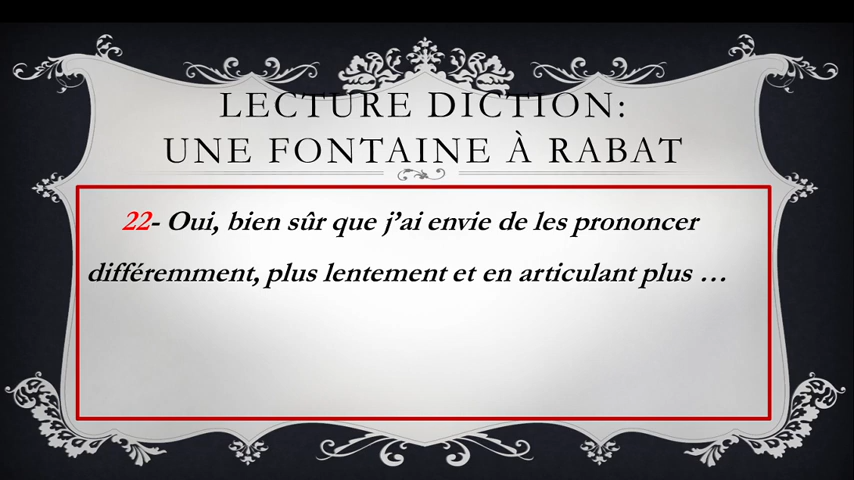 LECTURE DICTION:
UNE FONTAINE À RABAT
22- Oui, bien sûr que j’ai envie de les prononcer
différemment, plus lentement et en articulant plus …